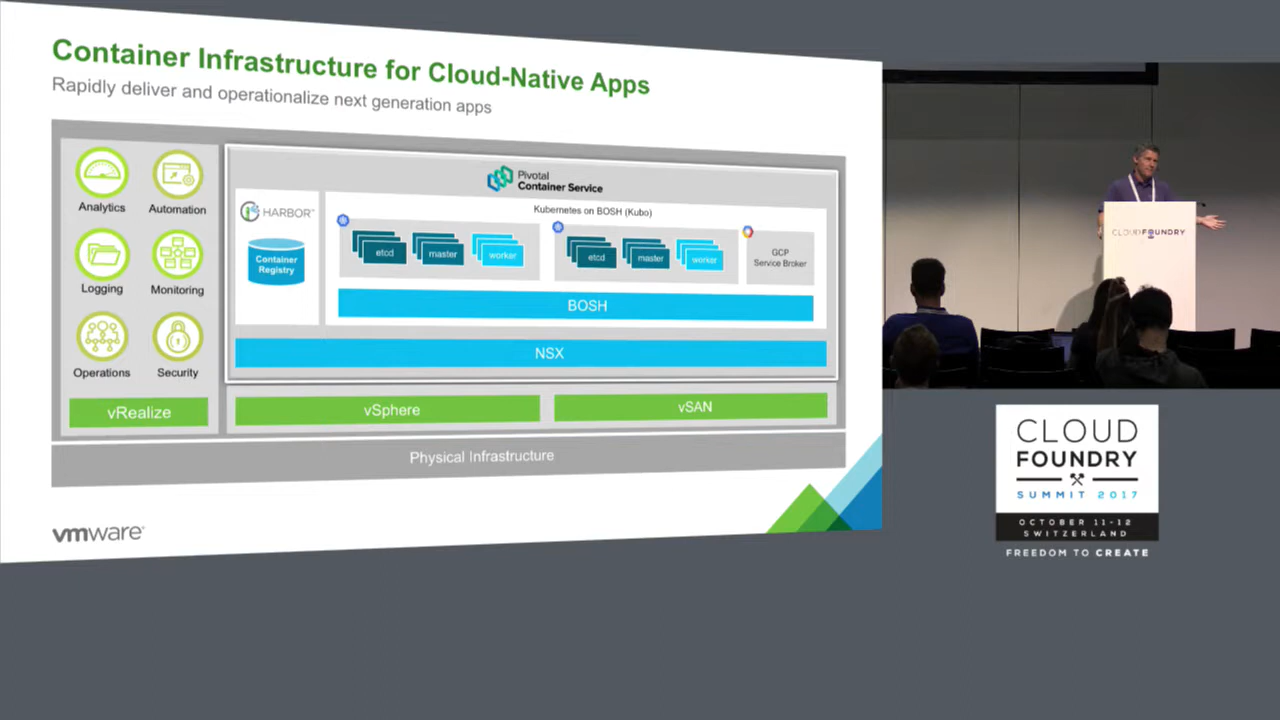 Container Infrastructure for Cloud-Native Apps
Rapidly deliver and operationalize next generation apps
Analytics
Automation
Logging
Monitoring
Operations
Security
vRealize
Pivotal
Container Service
HARBOR™
Container
Registry
Kubernetes on BOSH (Kubo)
etcd
master
worker
etcd
master
worker
GCP
Service Broker
BOSH
NSX
vSphere
vSAN
Physical Infrastructure
vmware®
CLOUDFOUNDRY
CLOUD
FOUNDRY
SUMMIT 2017
OCTOBER 11-12
SWITZERLAND
FREEDOM TO CREATE